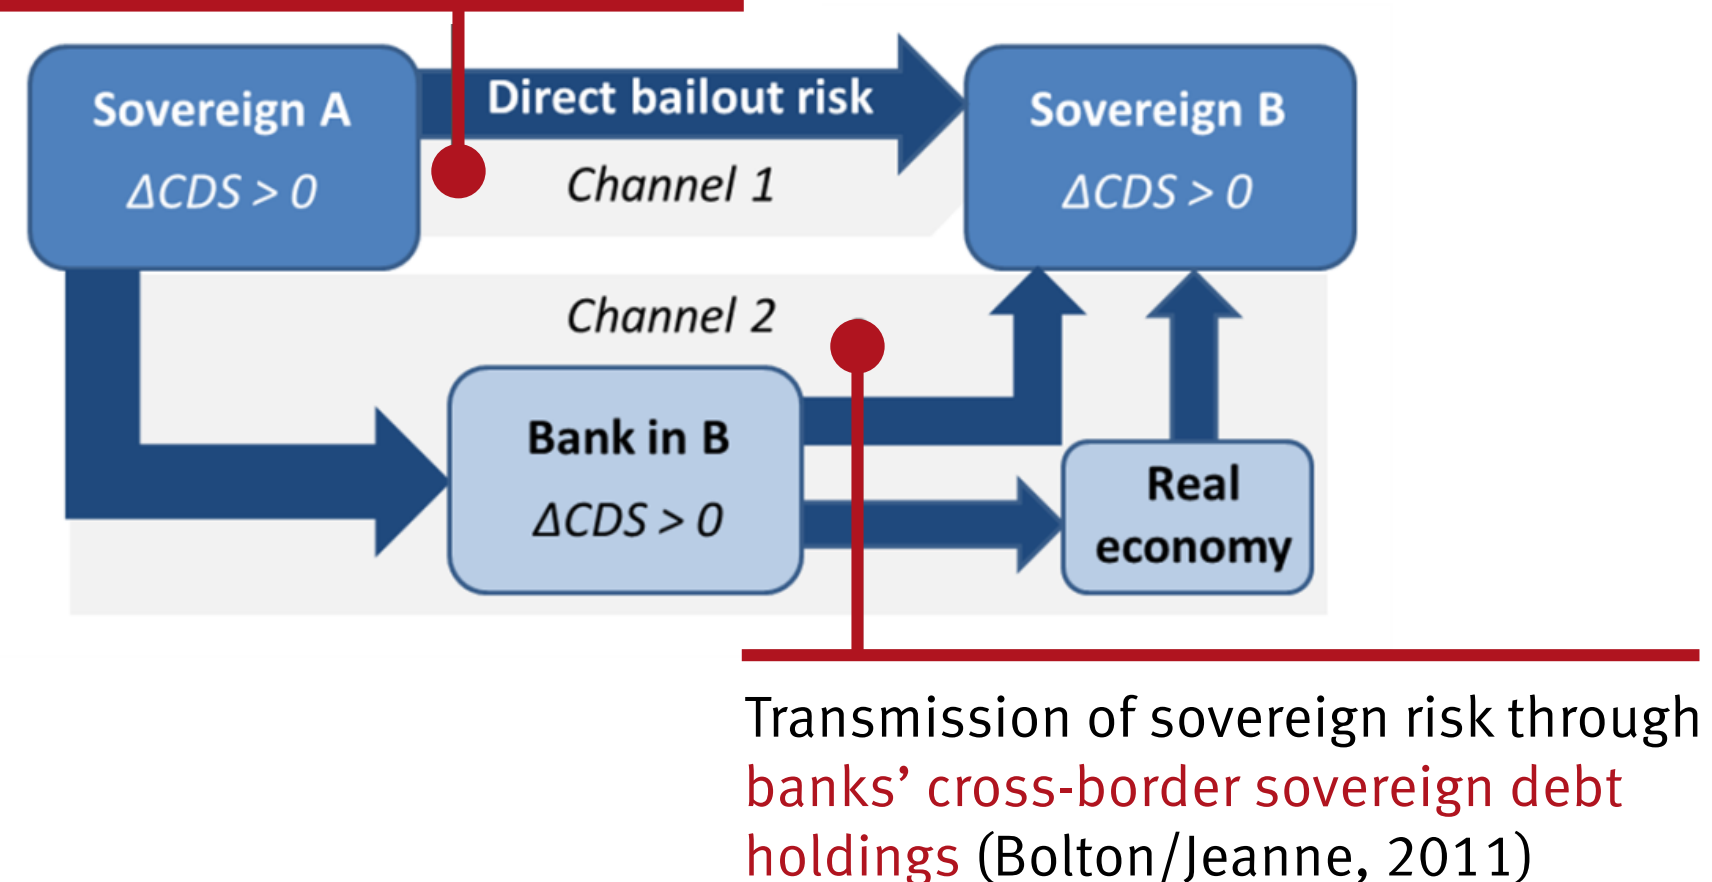 Sovereign A
ΔCDS > 0
Direct bailout risk
Channel 1
Sovereign B
ΔCDS > 0
Channel 2
Bank in B
ΔCDS > 0
Real
economy
Transmission of sovereign risk through
banks’ cross-border sovereign debt
holdings (Bolton/Jeanne, 2011)